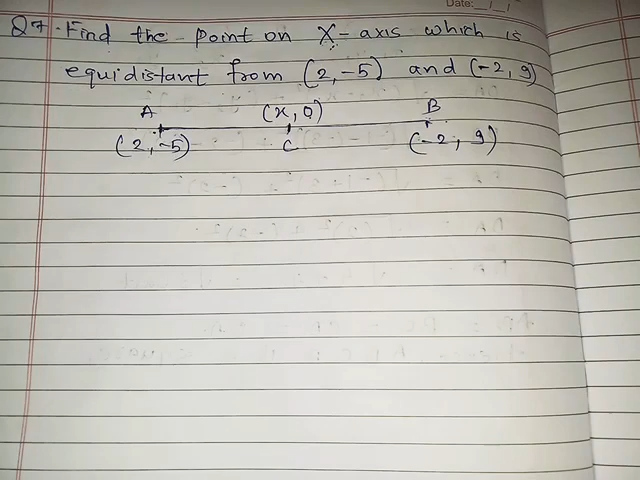 Date: / /
Q7. Find the point on X-axis which is
equidistant from (2,-5) and (-2, 9)
A (x, 0) B
(2,-5) C (-2, 9)